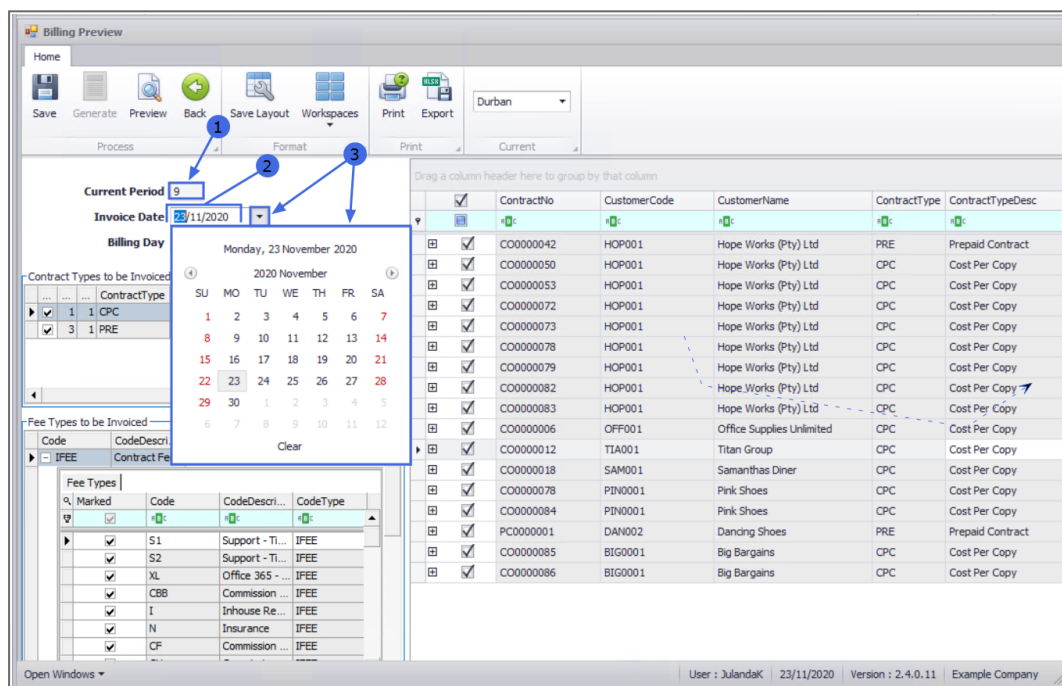 Billing Preview
Home
Save Generate Preview Back Save Layout Workspaces Print Export Durban
Process Format Print Current
1
2
3
Current Period 9
Invoice Date 23/11/2020
Billing Day
Monday, 23 November 2020
2020 November
SU MO TU WE TH FR SA
1 2 3 4 5 6 7
8 9 10 11 12 13 14
15 16 17 18 19 20 21
22 23 24 25 26 27 28
29 30 1 2 3 4 5
6 7 8 9 10 11 12
Clear
Contract Types to be Invoiced
... ... ... ContractType
1 1 CPC
3 1 PRE
Fee Types to be Invoiced
Code CodeDescri...
IFEE Contract Fe
Fee Types
Marked Code CodeDescri... CodeType
S1 Support - Ti... IFEE
S2 Support - Ti... IFEE
XL Office 365 - ... IFEE
CBB Commission ... IFEE
I Inhouse Re... IFEE
N Insurance IFEE
CF Commission ... IFEE
Drag a column header here to group by that column
ContractNo CustomerCode CustomerName ContractType ContractTypeDesc
CO0000042 HOP001 Hope Works (Pty) Ltd PRE Prepaid Contract
CO0000050 HOP001 Hope Works (Pty) Ltd CPC Cost Per Copy
CO0000053 HOP001 Hope Works (Pty) Ltd CPC Cost Per Copy
CO0000072 HOP001 Hope Works (Pty) Ltd CPC Cost Per Copy
CO0000073 HOP001 Hope Works (Pty) Ltd CPC Cost Per Copy
CO0000078 HOP001 Hope Works (Pty) Ltd CPC Cost Per Copy
CO0000079 HOP001 Hope Works (Pty) Ltd CPC Cost Per Copy
CO0000082 HOP001 Hope Works (Pty) Ltd CPC Cost Per Copy
CO0000083 HOP001 Hope Works (Pty) Ltd CPC Cost Per Copy
CO0000006 OFF001 Office Supplies Unlimited CPC Cost Per Copy
CO0000012 TIA001 Titan Group CPC Cost Per Copy
CO0000018 SAM001 Samanthas Diner CPC Cost Per Copy
CO0000078 PIN0001 Pink Shoes CPC Cost Per Copy
CO0000084 PIN0001 Pink Shoes CPC Cost Per Copy
PC0000001 DAN002 Dancing Shoes PRE Prepaid Contract
CO0000085 BIG0001 Big Bargains CPC Cost Per Copy
CO0000086 BIG0001 Big Bargains CPC Cost Per Copy
Open Windows User : JulandaK 23/11/2020 Version : 2.4.0.11 Example Company